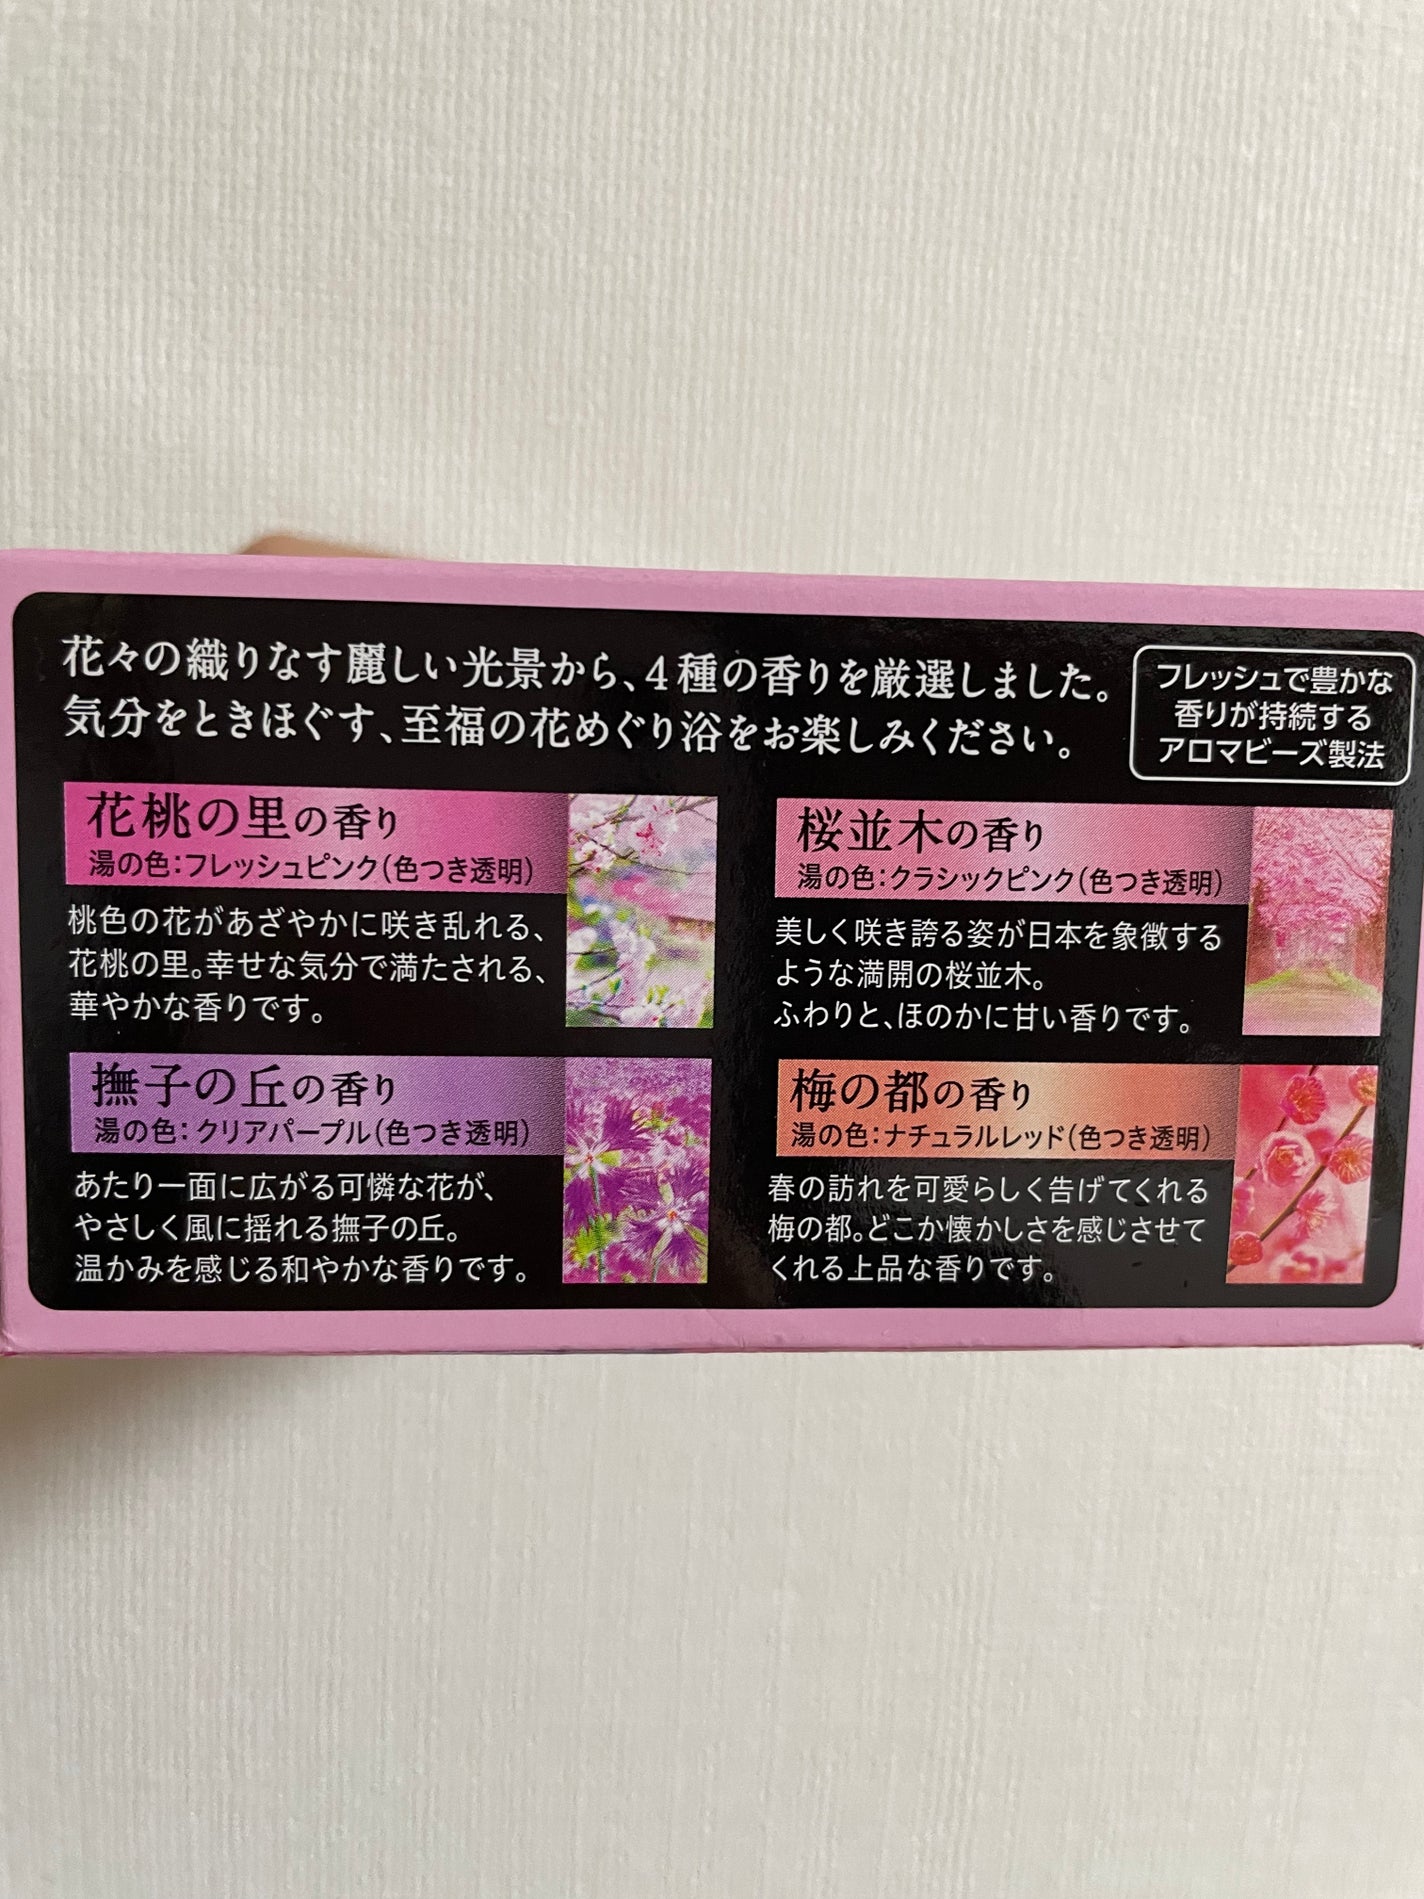 花々の織りなす麗しい光景から、4種の香りを厳選しました。
気分をときほぐす、至福の花めぐり浴をお楽しみください。
フレッシュで豊かな
香りが持続する
アロマビーズ製法
花桃の里の香り
湯の色：フレッシュピンク（色つき透明）
桃色の花があざやかに咲き乱れる、
花桃の里。幸せな気分で満たされる、
華やかな香りです。
桜並木の香り
湯の色：クラシックピンク（色つき透明）
美しく咲き誇る姿が日本を象徴する
ような満開の桜並木。
ふわりと、ほのかに甘い香りです。
撫子の丘の香り
湯の色：クリアパープル（色つき透明）
あたり一面に広がる可憐な花が、
やさしく風に揺れる撫子の丘。
温かみを感じる和やかな香りです。
梅の都の香り
湯の色：ナチュラルレッド（色つき透明）
春の訪れを可愛らしく告げてくれる
梅の都。どこか懐かしさを感じさせて
くれる上品な香りです。